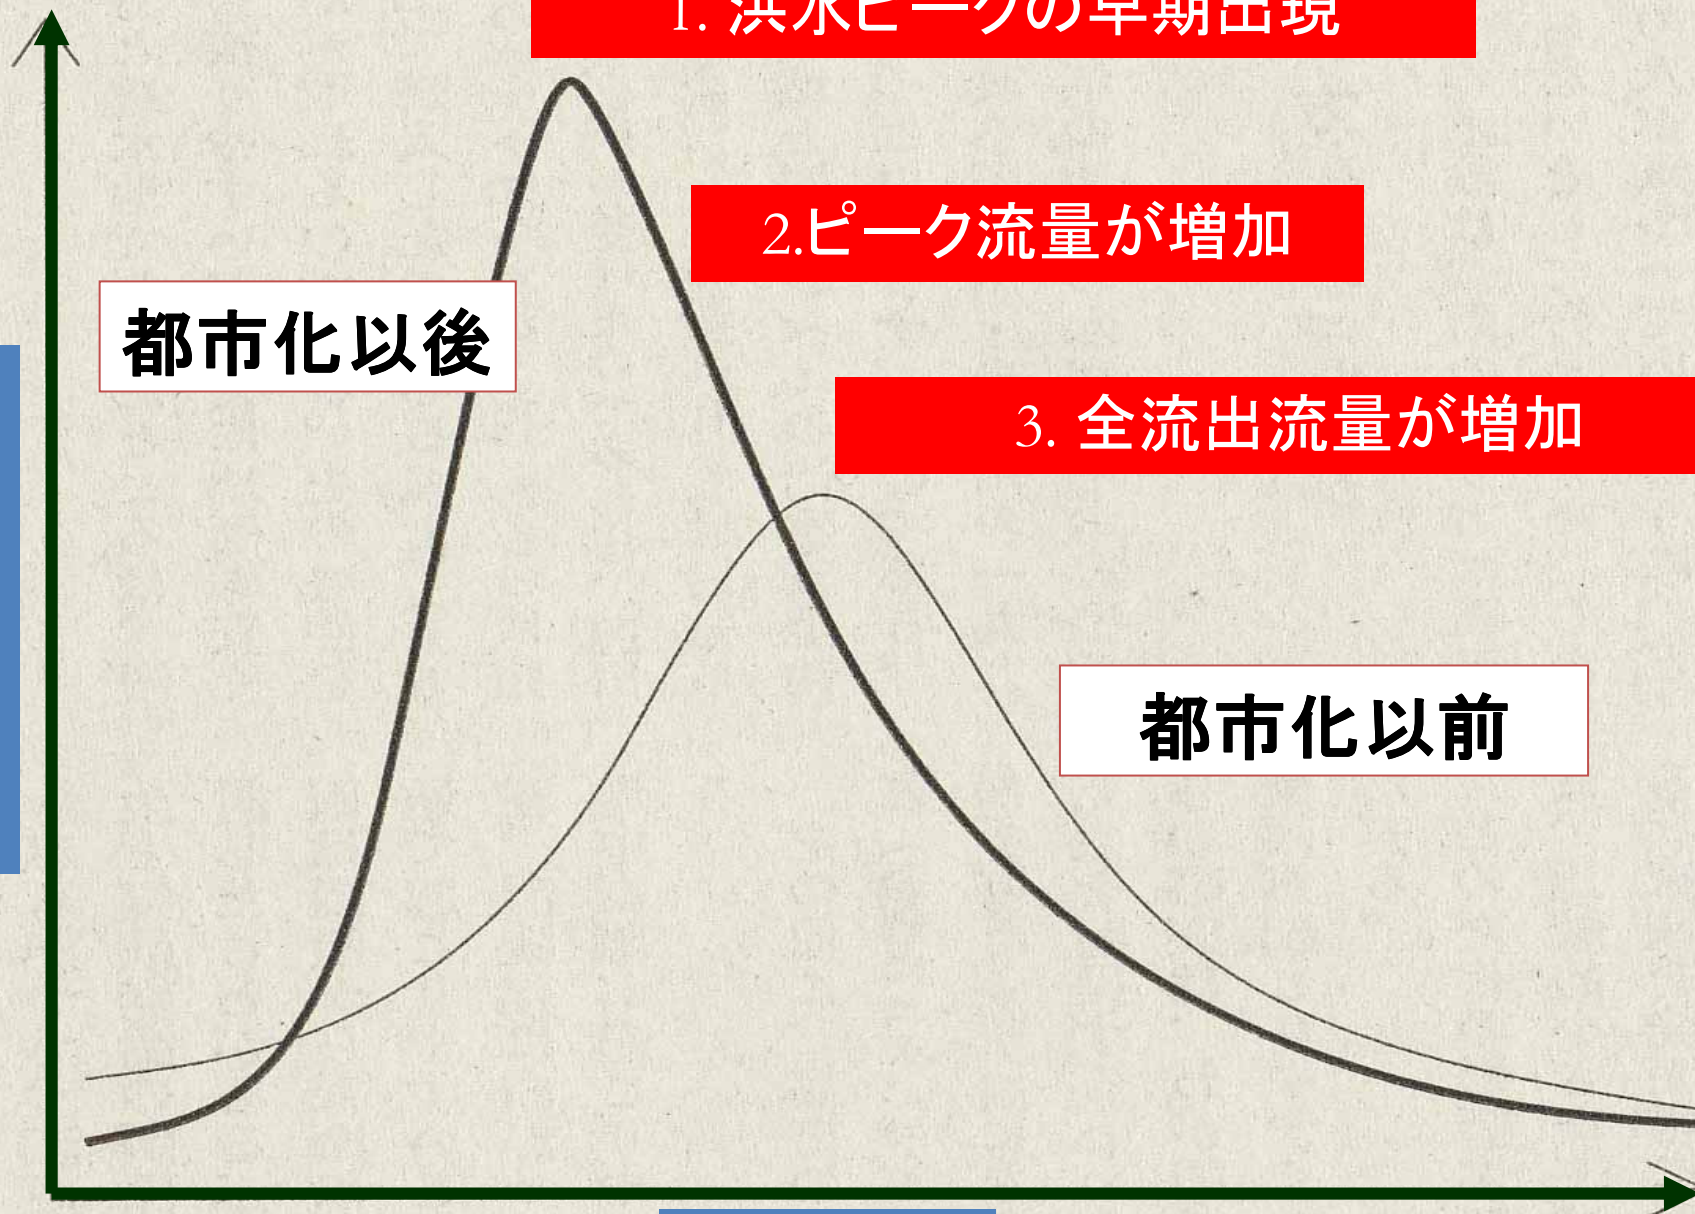 1. 洪水ピークの早期出現
2.ピーク流量が増加
都市化以後
3. 全流出流量が増加
都市化以前